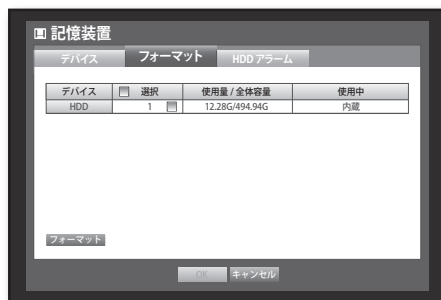 記憶装置
デバイス フォーマット HDD アラーム
デバイス 選択 使用量 / 全体容量 使用中
HDD 1 12.28G/494.94G 内蔵
フォーマット
OK キャンセル